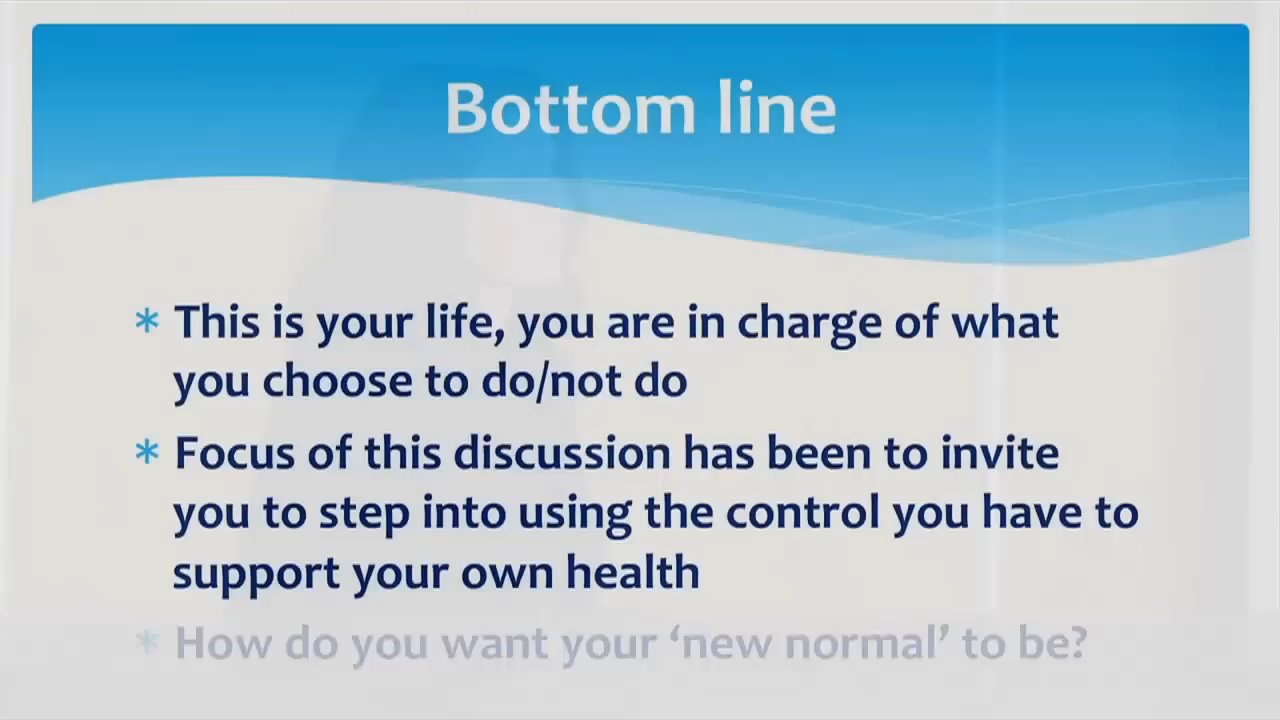 Bottom line
* This is your life, you are in charge of what
you choose to do/not do
* Focus of this discussion has been to invite
you to step into using the control you have to
support your own health
* How do you want your ‘new normal’ to be?